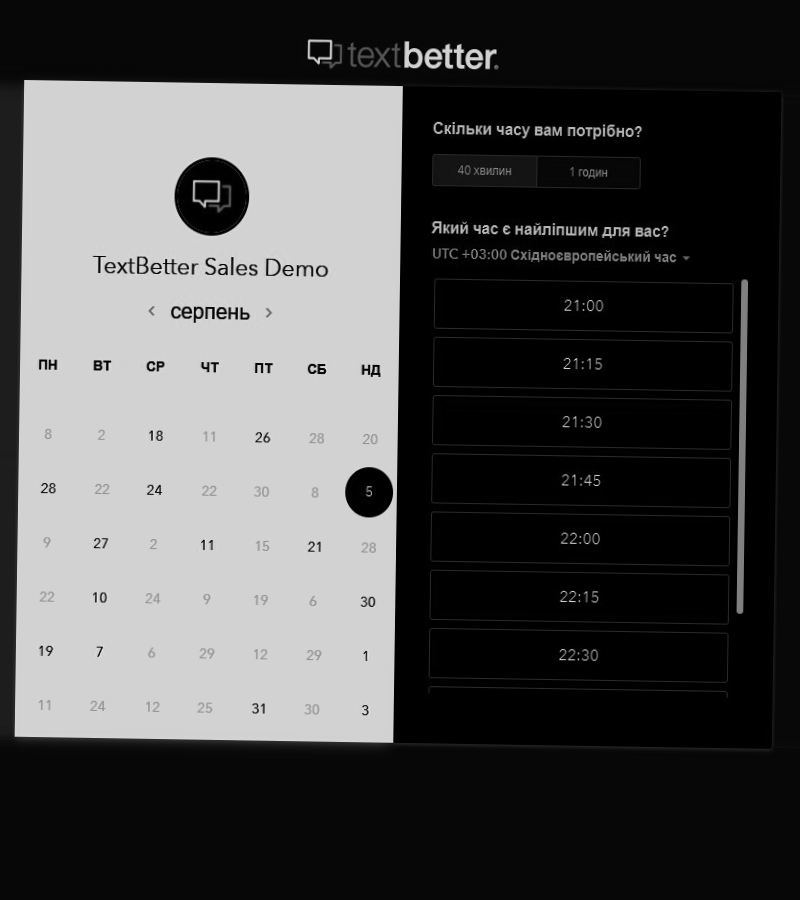 textbetter.
TextBetter Sales Demo
серпень
ПН ВТ СР ЧТ ПТ СБ НД
8 2 18 11 26 28 20
28 22 24 22 30 8 5
9 27 2 11 15 21 28
22 10 24 9 19 6 30
19 7 6 29 12 29 1
11 24 12 25 31 30 3
Скільки часу вам потрібно?
40 хвилин 1 годин
Який час є найліпшим для вас?
UTC +03:00 Східноєвропейський час
21:00
21:15
21:30
21:45
22:00
22:15
22:30